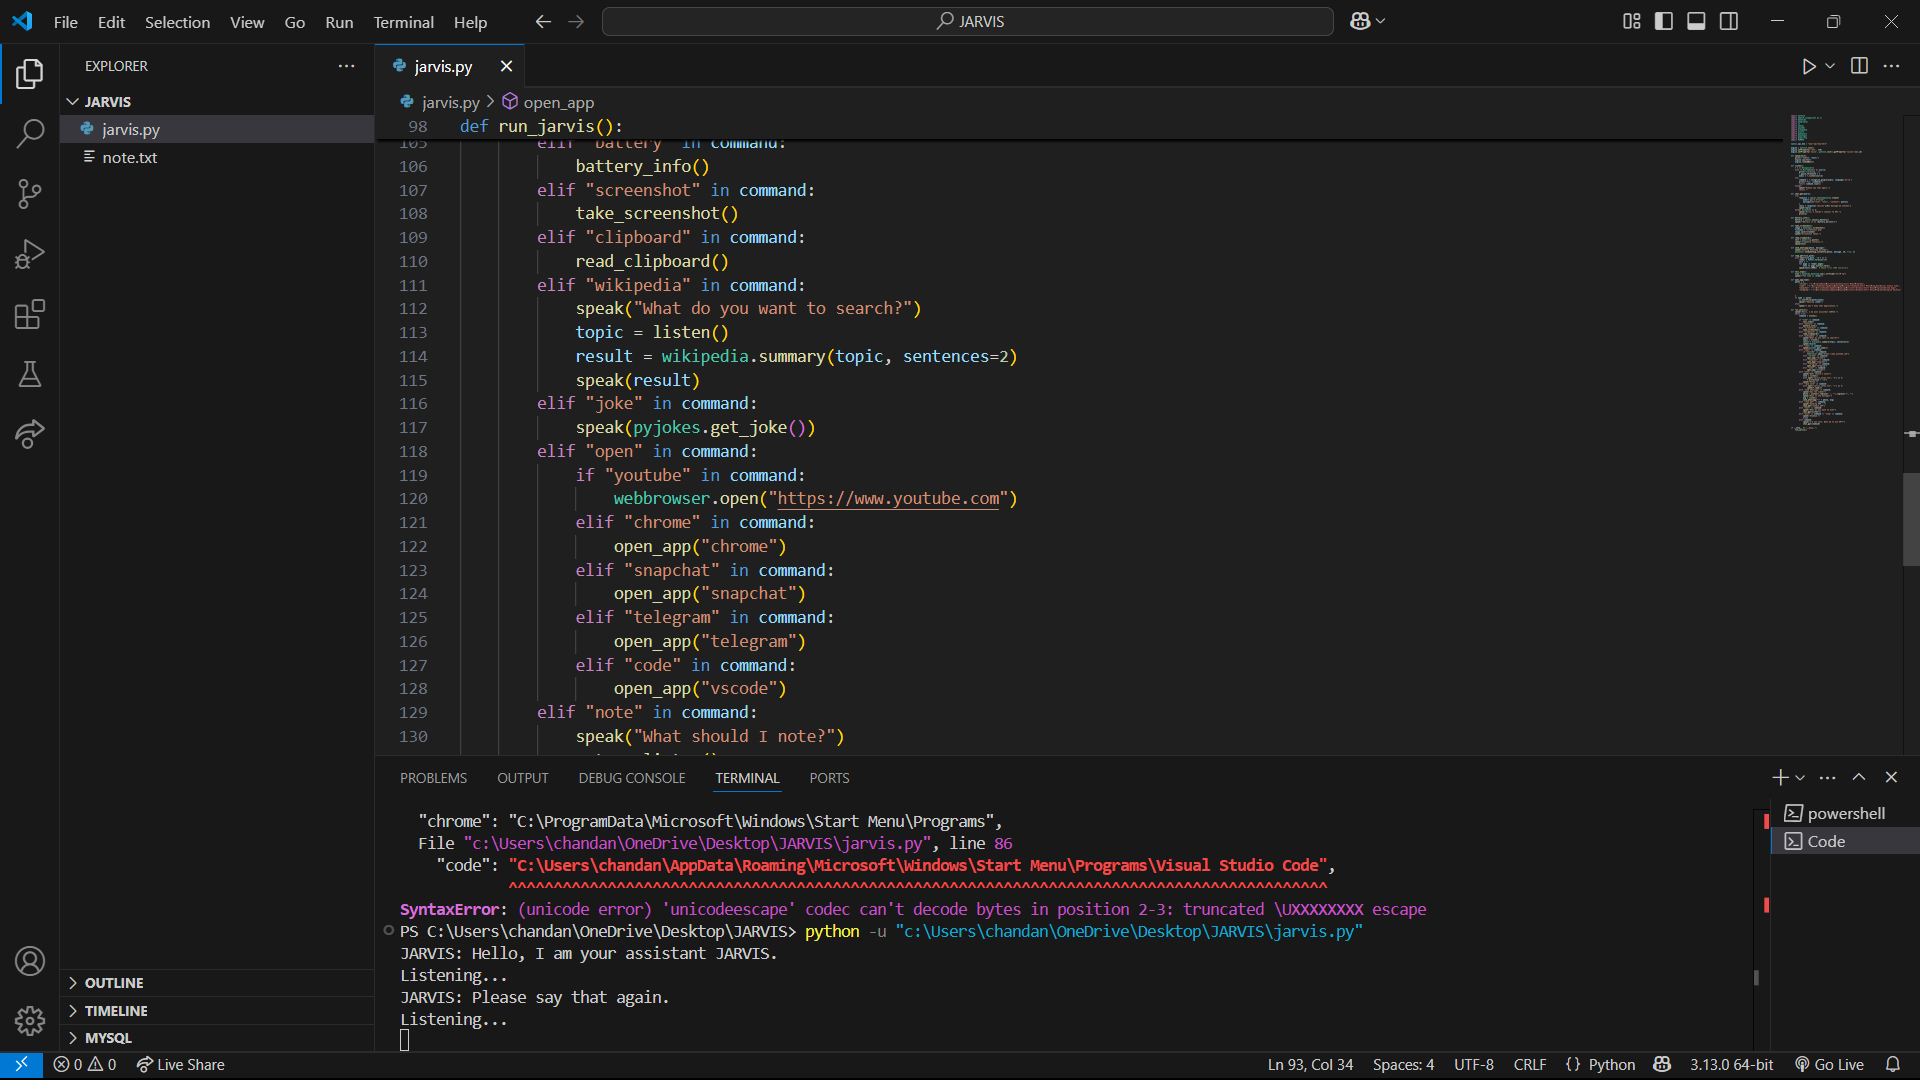 File Edit Selection View Go Run Terminal Help
JARVIS
EXPLORER
JARVIS
jarvis.py
note.txt
OUTLINE
TIMELINE
MYSQL
jarvis.py
jarvis.py > open_app
98 def run_jarvis():
105 elif "battery" in command:
106 battery_info()
107 elif "screenshot" in command:
108 take_screenshot()
109 elif "clipboard" in command:
110 read_clipboard()
111 elif "wikipedia" in command:
112 speak("What do you want to search?")
113 topic = listen()
114 result = wikipedia.summary(topic, sentences=2)
115 speak(result)
116 elif "joke" in command:
117 speak(pyjokes.get_joke())
118 elif "open" in command:
119 if "youtube" in command:
120 webbrowser.open("https://www.youtube.com")
121 elif "chrome" in command:
122 open_app("chrome")
123 elif "snapchat" in command:
124 open_app("snapchat")
125 elif "telegram" in command:
126 open_app("telegram")
127 elif "code" in command:
128 open_app("vscode")
129 elif "note" in command:
130 speak("What should I note?")
PROBLEMS OUTPUT DEBUG CONSOLE TERMINAL PORTS
"chrome": "C:\ProgramData\Microsoft\Windows\Start Menu\Programs",
File "c:\Users\chandan\OneDrive\Desktop\JARVIS\jarvis.py", line 86
"code": "C:\Users\chandan\AppData\Roaming\Microsoft\Windows\Start Menu\Programs\Visual Studio Code",
^^^^^^^^^^^^^^^^^^^^^^^^^^^^^^^^^^^^^^^^^^^^^^^^^^^^^^^^^^^^^^^^^^^^^^^^^^^^^^^^^^^^^^^^^^^
SyntaxError: (unicode error) 'unicodeescape' codec can't decode bytes in position 2-3: truncated \UXXXXXXXX escape
PS C:\Users\chandan\OneDrive\Desktop\JARVIS> python -u "c:\Users\chandan\OneDrive\Desktop\JARVIS\jarvis.py"
JARVIS: Hello, I am your assistant JARVIS.
Listening...
JARVIS: Please say that again.
Listening...
powershell
Code
0 0 Live Share Ln 93, Col 34 Spaces: 4 UTF-8 CRLF {} Python 3.13.0 64-bit Go Live